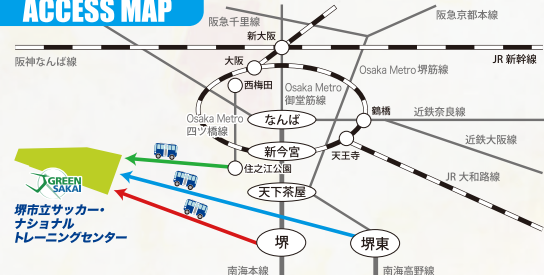 ACCESS MAP
阪急千里線
阪急京都本線
新大阪
阪神なんば線
大阪
JR 新幹線
Osaka Metro 堺筋線
西梅田
Osaka Metro
御堂筋線
Osaka Metro
四ツ橋線
なんば
鶴橋
近鉄奈良線
近鉄大阪線
新今宮
天王寺
住之江公園
JR 大和路線
天下茶屋
J-GREEN
SAKAI
堺市立サッカー・
ナショナル
トレーニングセンター
堺
堺東
南海本線
南海高野線